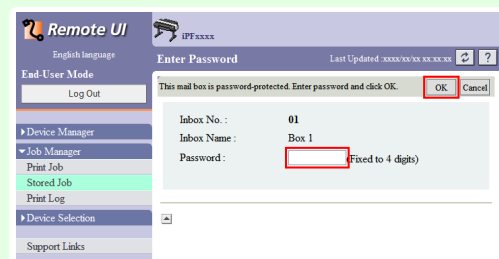 Remote UI
English language
End-User Mode
Log Out
Device Manager
Job Manager
Print Job
Stored Job
Print Log
Device Selection
Support Links
iPFxxxx
Enter Password
Last Updated :xxxx/xx/xx xx:xx:xx
?
This mail box is password-protected. Enter password and click OK.
OK
Cancel
Inbox No. : 01
Inbox Name : Box 1
Password : (Fixed to 4 digits)